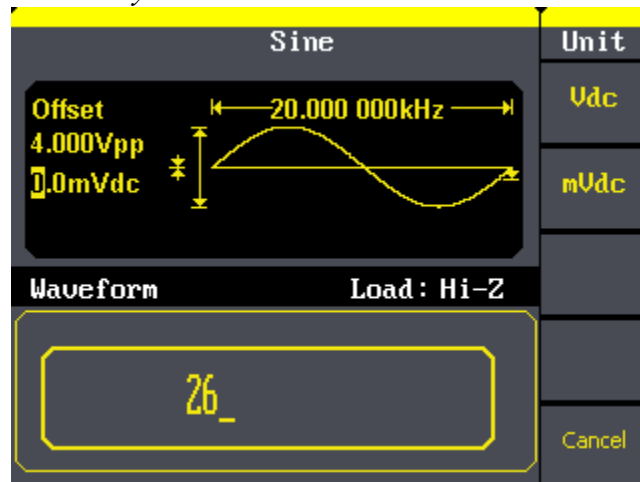 Sine
Unit
Offset
20.000 000kHz
Vdc
4.000Vpp
0.0mVdc
mVdc
Waveform
Load: Hi-Z
26_
Cancel